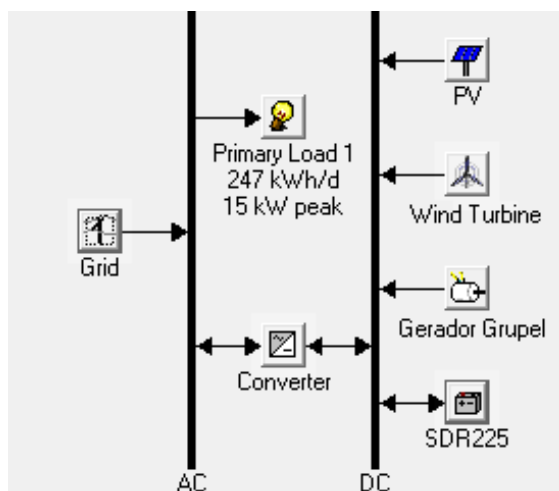 PV
Primary Load 1
247 kWh/d
15 kW peak
Wind Turbine
Grid
Gerador Grupel
Converter
SDR225
AC
DC